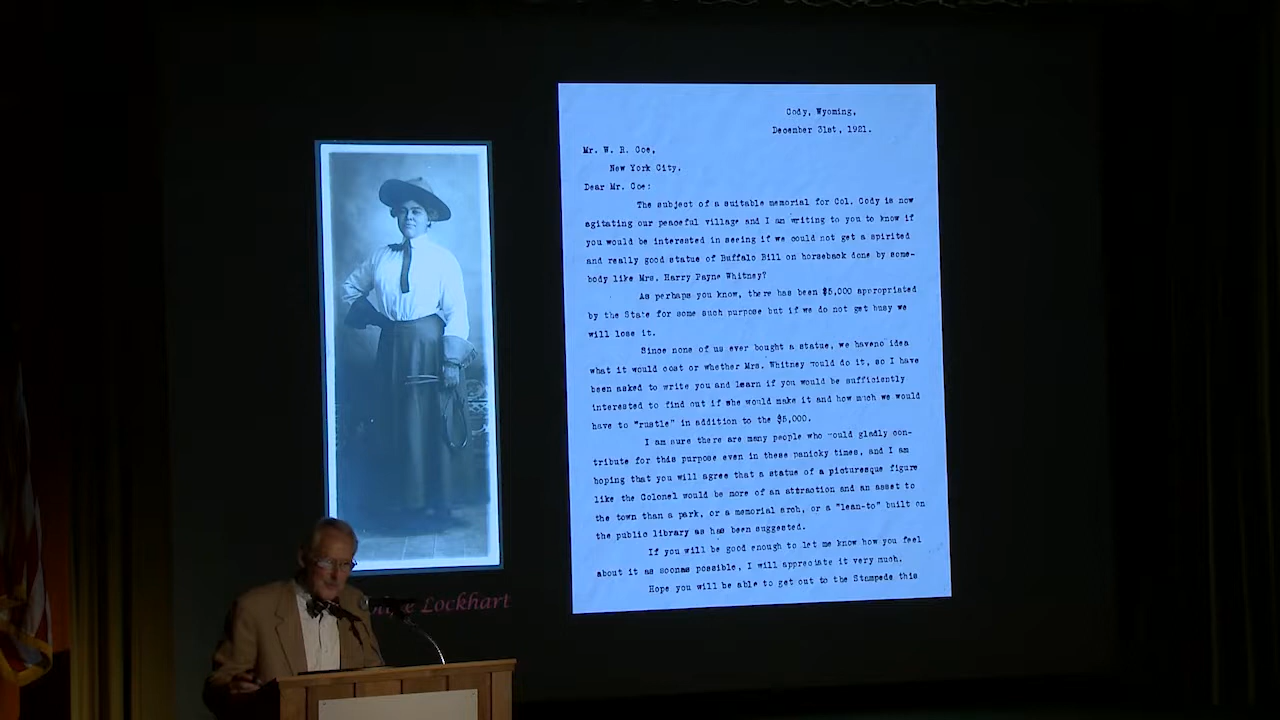 Cody, Wyoming,
December 31st, 1921.
Mr. W. R. Coe,
New York City.
Dear Mr. Coe:
The subject of a suitable memorial for Col. Cody is now
agitating our peaceful village and I am writing to you to know if
you would be interested in seeing if we could not get a spirited
and really good statue of Buffalo Bill on horseback done by some-
body like Mrs. Harry Payne Whitney?
As perhaps you know, there has been $5,000 appropriated
by the State for some such purpose but if we do not get busy we
will lose it.
Since none of us ever bought a statue, we haveno idea
what it would cost or whether Mrs. Whitney would do it, so I have
been asked to write you and learn if you would be sufficiently
interested to find out if she would make it and how much we would
have to "rustle" in addition to the $5,000.
I am sure there are many people who would gladly con-
tribute for this purpose even in these panicky times, and I am
hoping that you will agree that a statue of a picturesque figure
like the Colonel would be more of an attraction and an asset to
the town than a park, or a memorial arch, or a "lean-to" built on
the public library as has been suggested.
If you will be good enough to let me know how you feel
about it as soonas possible, I will appreciate it very much.
Hope you will be able to get out to the Stampede this
Lockhart